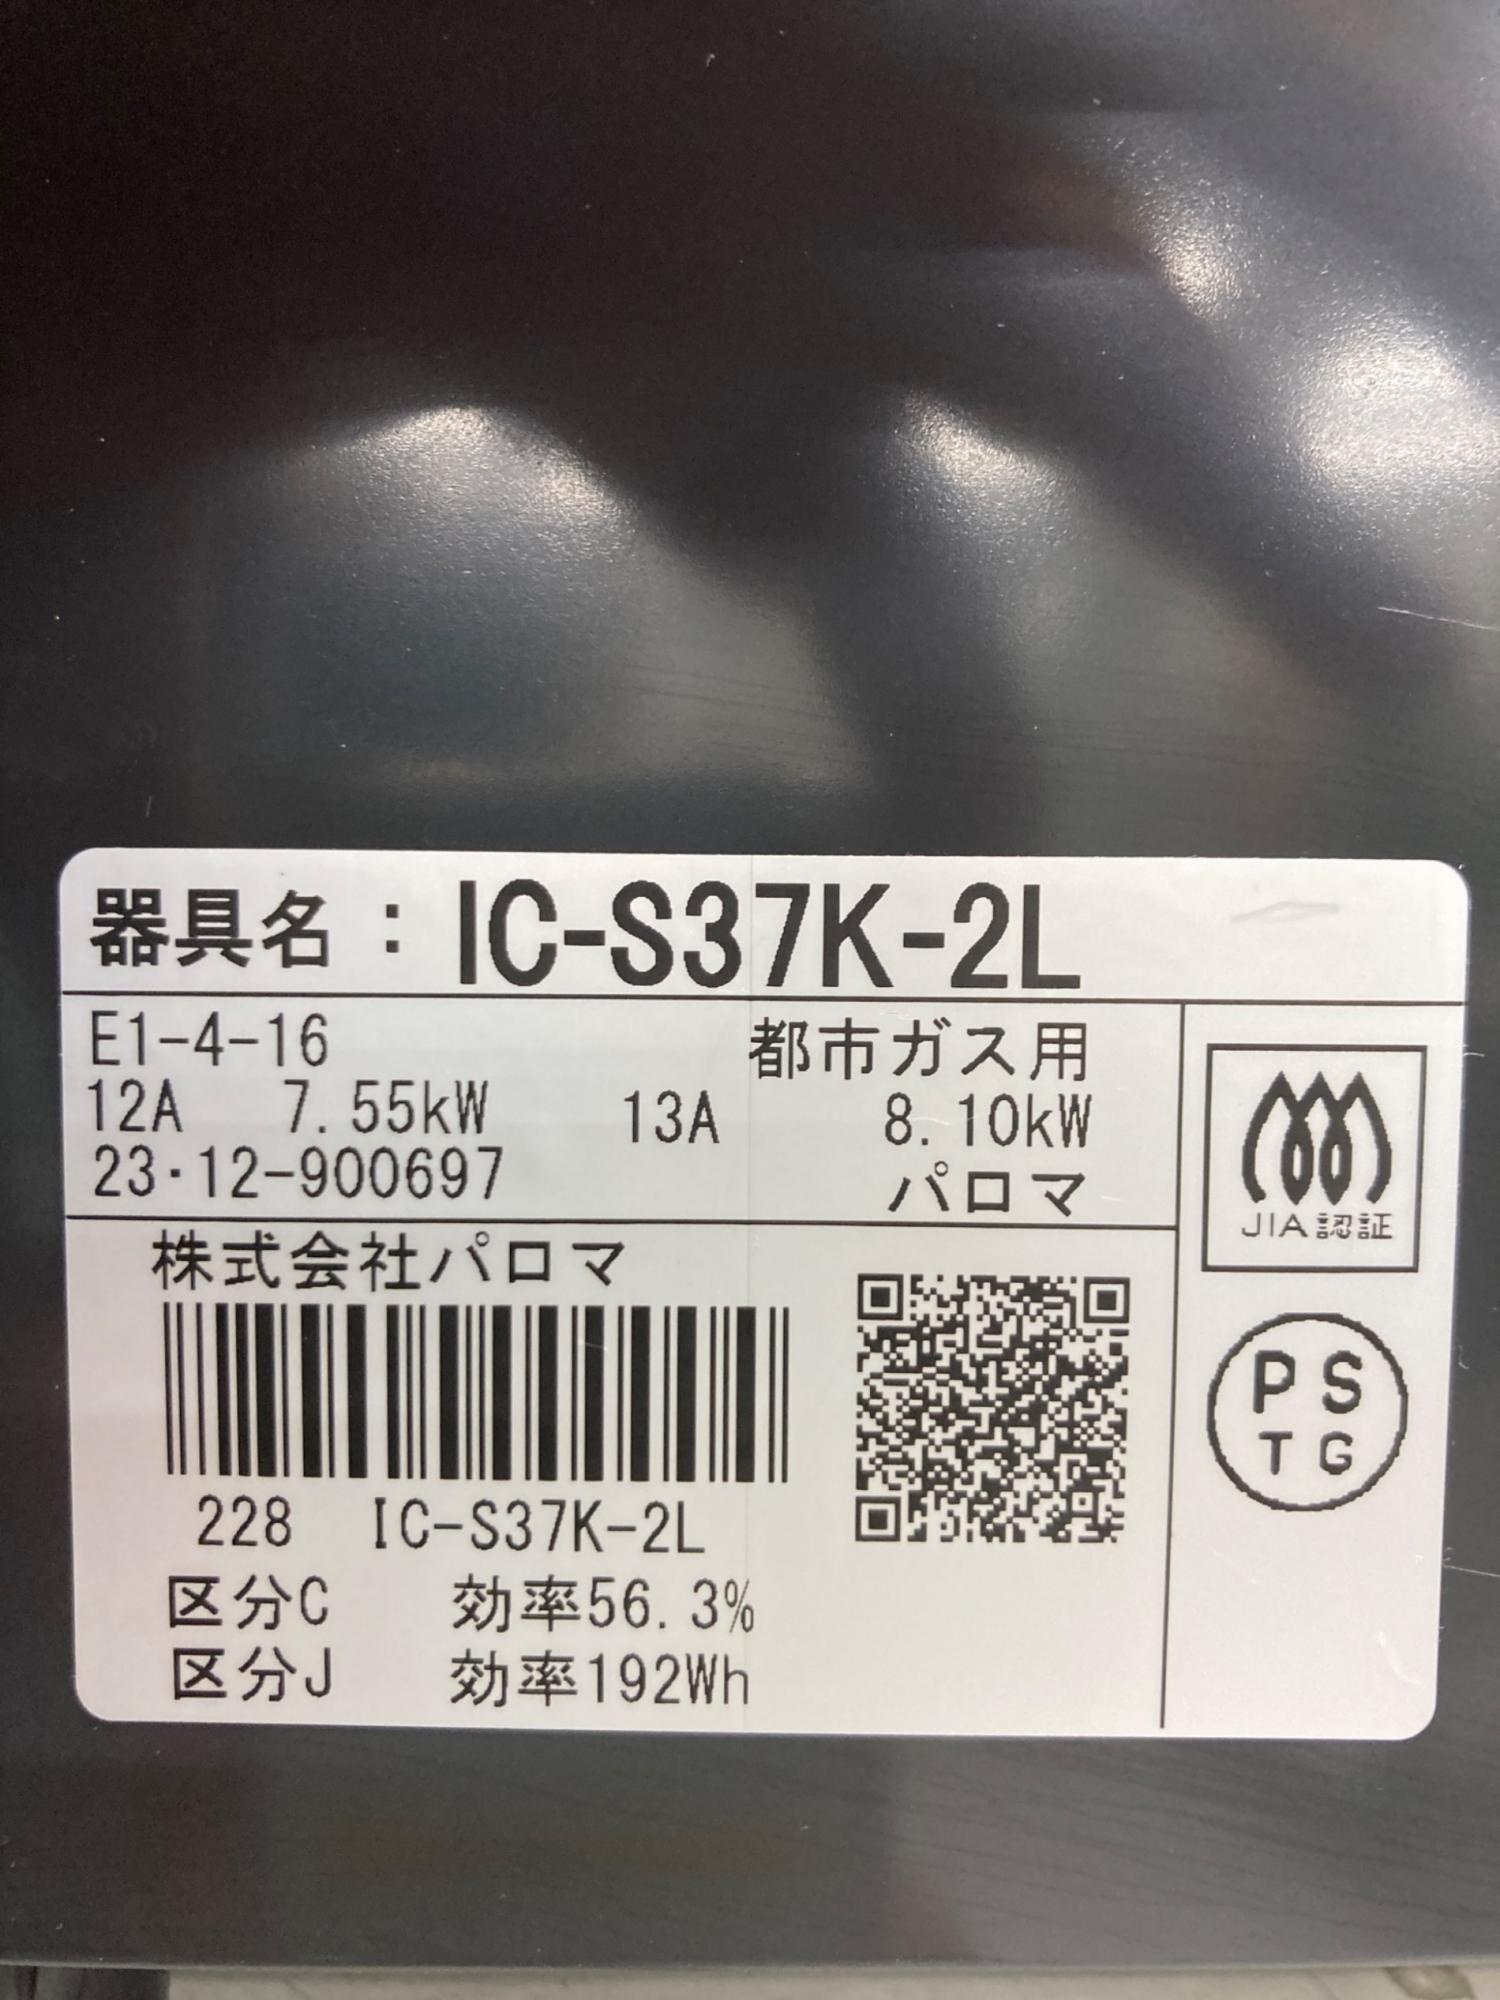 器具名：IC-S37K-2L
E1-4-16 都市ガス用
12A 7.55kW 13A 8.10kW
23・12-900697 パロマ
JIA認証
株式会社パロマ
PS
TG
228 IC-S37K-2L
区分C 効率56.3%
区分J 効率192Wh